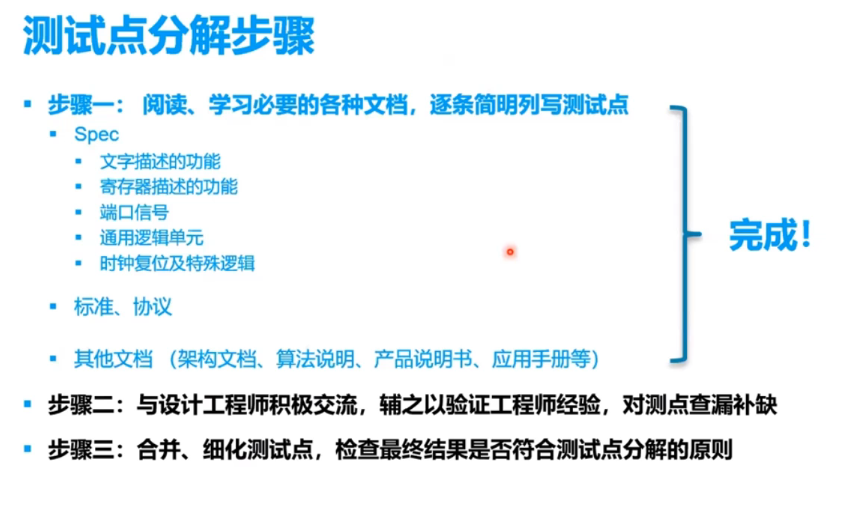 测试点分解步骤
步骤一： 阅读、学习必要的各种文档，逐条简明列写测试点
Spec
文字描述的功能
寄存器描述的功能
端口信号
通用逻辑单元
时钟复位及特殊逻辑
完成！
标准、协议
其他文档 （架构文档、算法说明、产品说明书、应用手册等）
步骤二：与设计工程师积极交流，辅之以验证工程师经验，对测点查漏补缺
步骤三：合并、细化测试点，检查最终结果是否符合测试点分解的原则